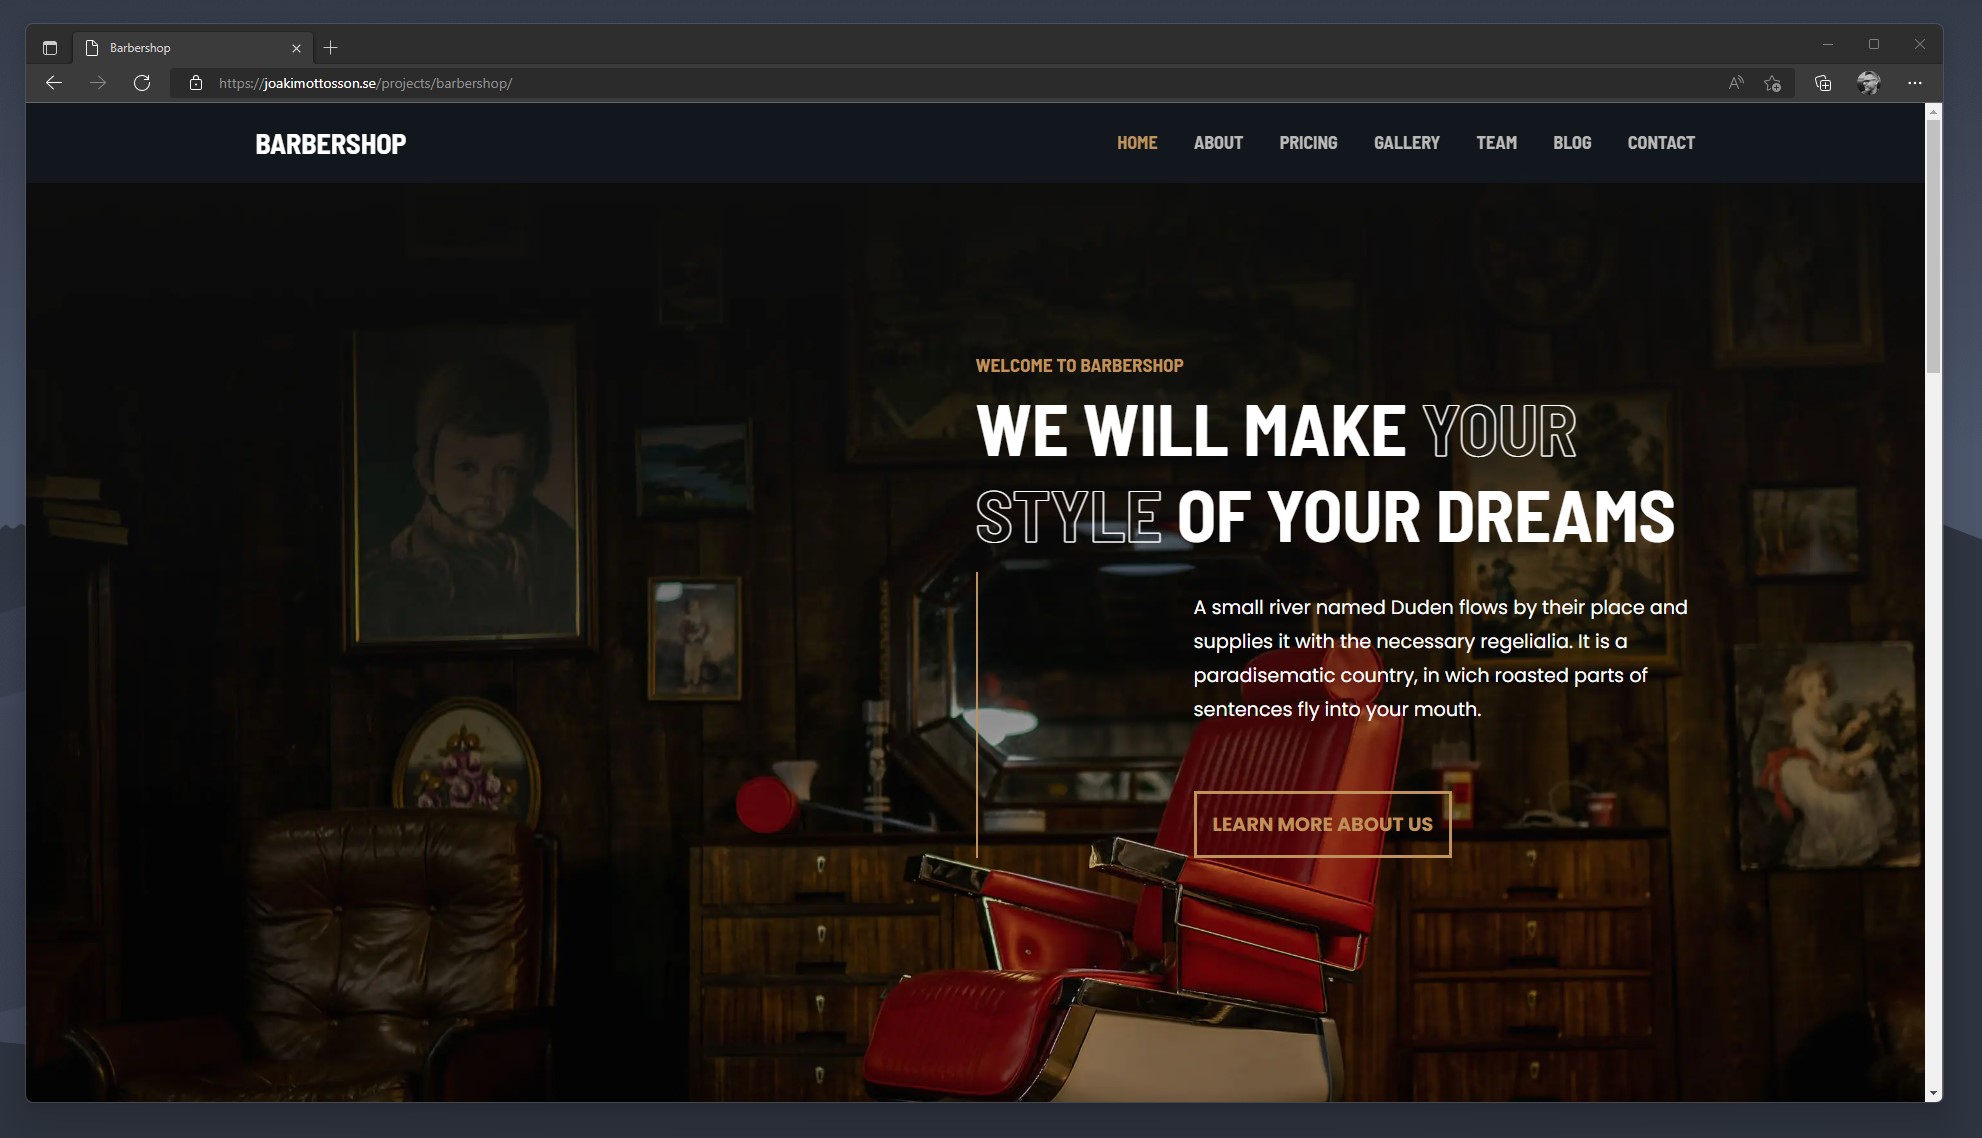 Barbershop
https://joakimottosson.se/projects/barbershop/
BARBERSHOP
HOME ABOUT PRICING GALLERY TEAM BLOG CONTACT
WELCOME TO BARBERSHOP
WE WILL MAKE YOUR
STYLE OF YOUR DREAMS
A small river named Duden flows by their place and
supplies it with the necessary regelialia. It is a
paradisematic country, in wich roasted parts of
sentences fly into your mouth.
LEARN MORE ABOUT US